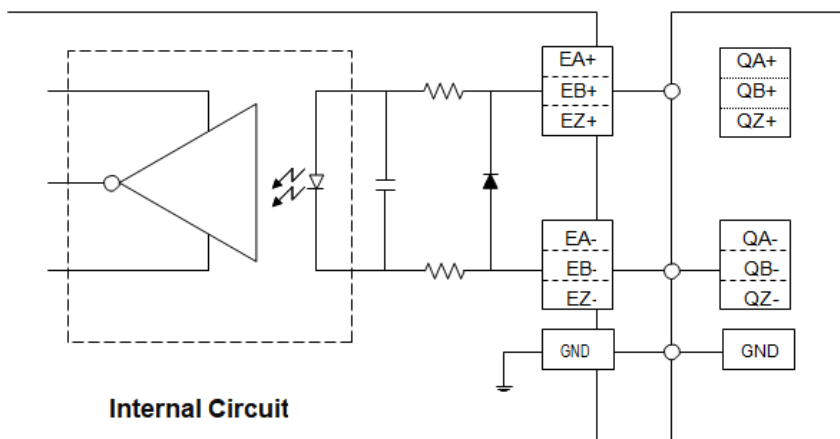 EA+
EB+
EZ+
QA+
QB+
QZ+
EA-
EB-
EZ-
QA-
QB-
QZ-
GND
GND
Internal Circuit